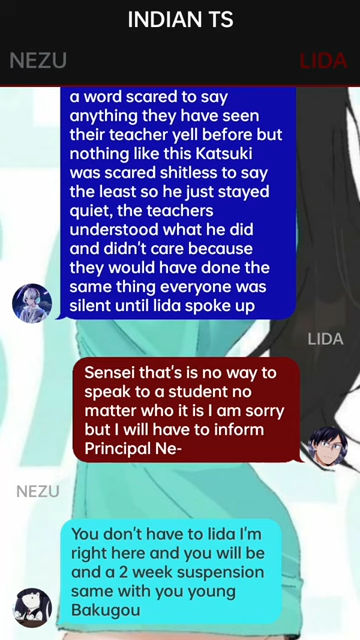 INDIAN TS
NEZU
LIDA
a word scared to say
anything they have seen
their teacher yell before but
nothing like this Katsuki
was scared shitless to say
the least so he just stayed
quiet, the teachers
understood what he did
and didn't care because
they would have done the
same thing everyone was
silent until lida spoke up
LIDA
Sensei that's is no way to
speak to a student no
matter who it is I am sorry
but I will have to inform
Principal Ne-
NEZU
You don't have to lida I'm
right here and you will be
and a 2 week suspension
same with you young
Bakugou